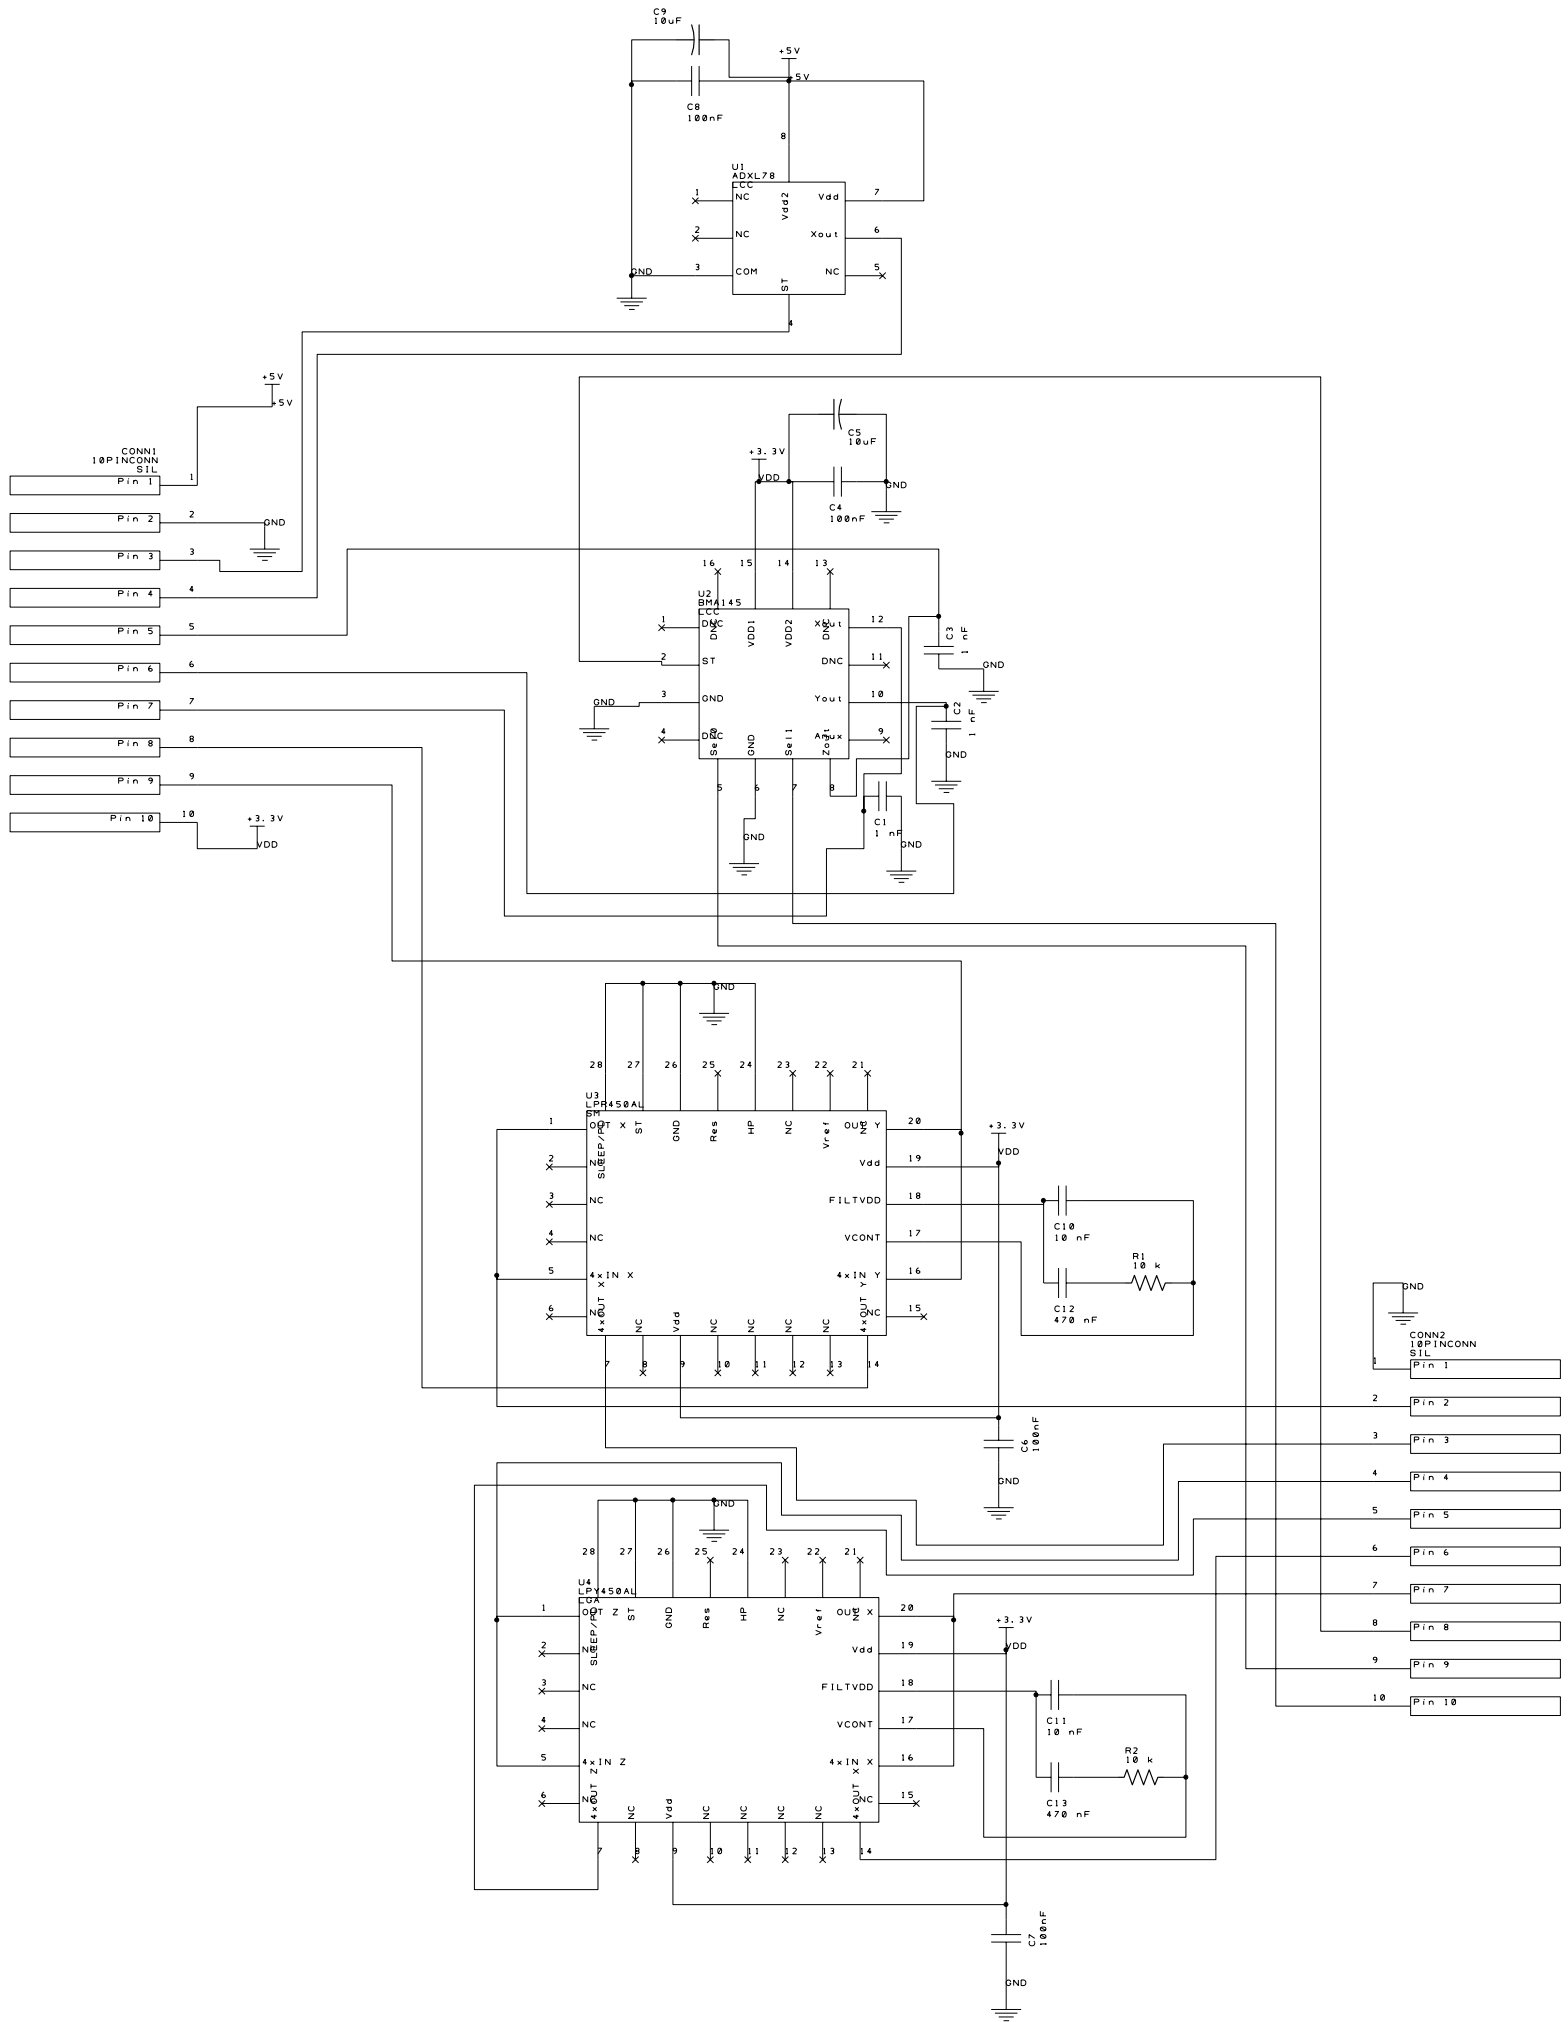 C9
10uF
+5V
+5V
C8
100nF
8
U1
ADXL78
LCC
1
NC
Vdd2
Vdd
7
2
NC
Xout
6
GND
3
COM
ST
NC
5
4
+5V
+5V
CONN1
10PINCONN
SIL
Pin 1
1
Pin 2
2
GND
Pin 3
3
Pin 4
4
Pin 5
5
Pin 6
6
Pin 7
7
Pin 8
8
Pin 9
9
Pin 10
10
+3.3V
VDD
C5
10uF
+3.3V
VDD
GND
C4
100nF
16
15
14
13
U2
BMA145
LCC
1
DNC
DNC
VDD1
VDD2
DNC
Xout
12
C3
1 nF
2
ST
DNC
11
GND
GND
3
GND
Yout
10
C2
1 nF
4
DNC
Sel0
GND
Sel1
Zout
Aux
9
GND
5
6
7
8
C1
1 nF
GND
GND
GND
28
27
26
25
24
23
22
21
U3
LPR450AL
SM
1
OUT X
SLEEP/PD
ST
GND
Res
HP
NC
Vref
NC
OUT Y
20
+3.3V
VDD
2
NC
Vdd
19
3
NC
FILTVDD
18
4
NC
VCONT
17
C10
10 nF
R1
10 k
5
4xIN X
4xIN Y
16
C12
470 nF
6
NC
4xOUT X
NC
Vdd
NC
NC
NC
NC
4xOUT Y
NC
15
7
8
9
10
11
12
13
14
GND
CONN2
10PINCONN
SIL
1
Pin 1
2
Pin 2
3
Pin 3
4
Pin 4
5
Pin 5
6
Pin 6
7
Pin 7
8
Pin 8
9
Pin 9
10
Pin 10
C6
100nF
GND
GND
28
27
26
25
24
23
22
21
U4
LPY450AL
LGA
1
OUT Z
SLEEP/PD
ST
GND
Res
HP
NC
Vref
NC
OUT X
20
+3.3V
VDD
2
NC
Vdd
19
3
NC
FILTVDD
18
4
NC
VCONT
17
C11
10 nF
R2
10 k
5
4xIN Z
4xIN X
16
C13
470 nF
6
NC
4xOUT Z
NC
Vdd
NC
NC
NC
NC
4xOUT X
NC
15
7
8
9
10
11
12
13
14
C7
100nF
GND